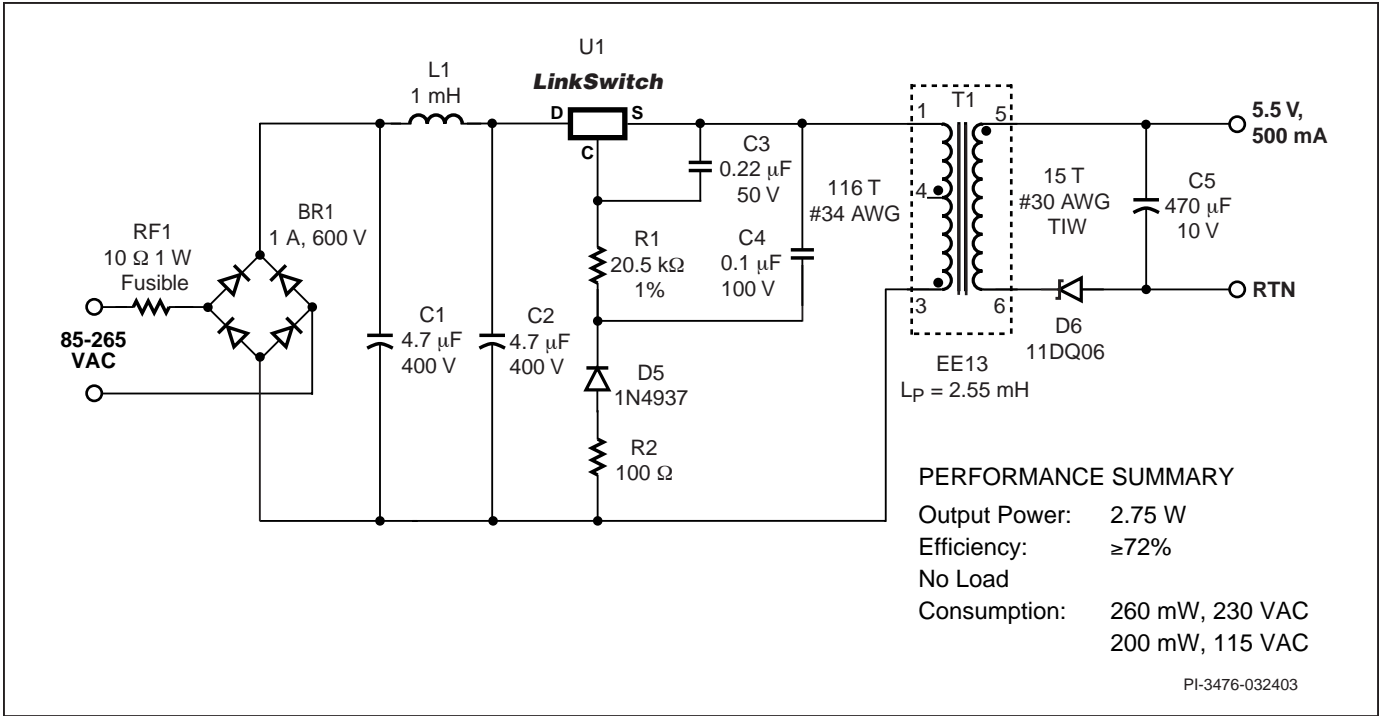 U1
LinkSwitch
L1
1 mH
D
S
C
C3
0.22 µF
50 V
T1
1
5
4
3
6
5.5 V,
500 mA
116 T
#34 AWG
15 T
#30 AWG
TIW
C5
470 µF
10 V
RF1
10 Ω 1 W
Fusible
BR1
1 A, 600 V
R1
20.5 kΩ
1%
C4
0.1 µF
100 V
85-265
VAC
C1
4.7 µF
400 V
C2
4.7 µF
400 V
D5
1N4937
R2
100 Ω
RTN
D6
11DQ06
EE13
LP = 2.55 mH
PERFORMANCE SUMMARY
Output Power: 2.75 W
Efficiency: ≥72%
No Load
Consumption: 260 mW, 230 VAC
200 mW, 115 VAC
PI-3476-032403